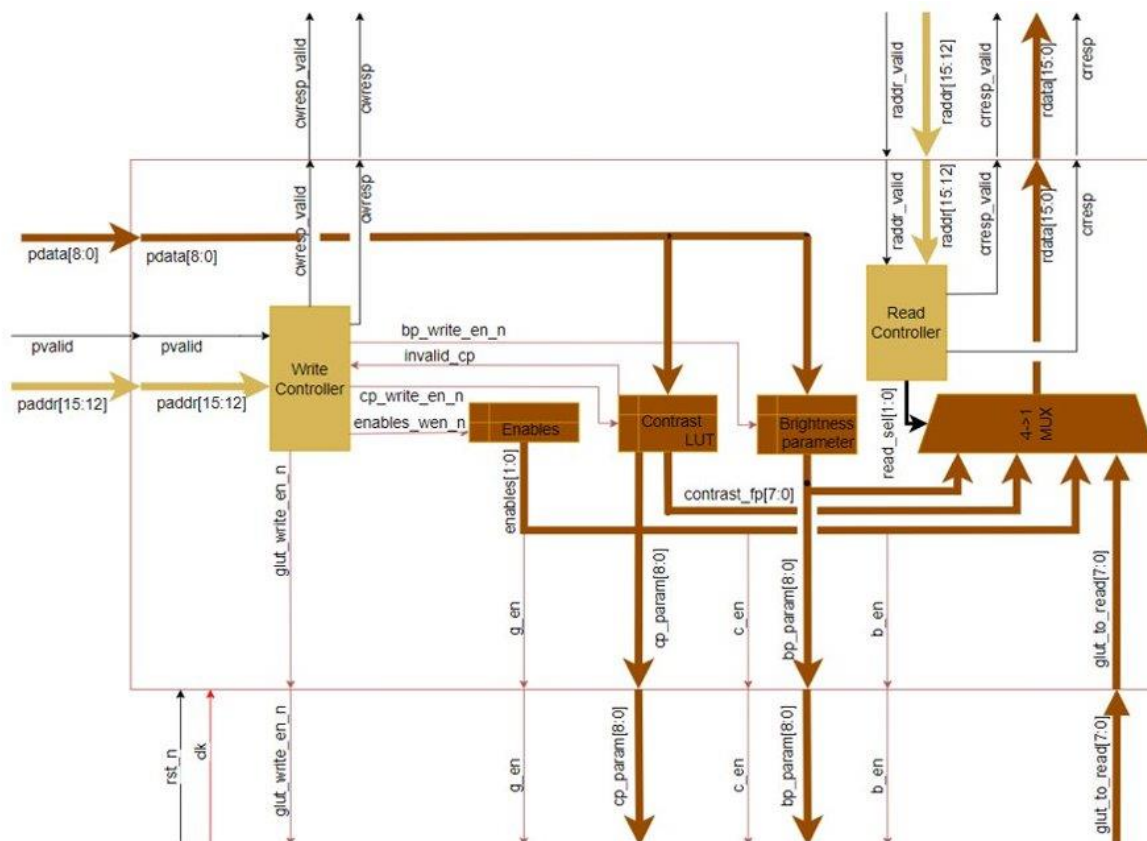 cwresp_valid
cwresp
raddr_valid
raddr[15:12]
crresp_valid
rdata[15:0]
crresp
cwresp_valid
cwresp
raddr_valid
raddr[15:12]
crresp_valid
rdata[15:0]
crresp
pdata[8:0]
pdata[8:0]
pvalid
pvalid
paddr[15:12]
paddr[15:12]
Write
Controller
bp_write_en_n
invalid_cp
cp_write_en_n
enables_wen_n
Enables
Contrast
LUT
Brightness
parameter
Read
Controller
read_sel[1:0]
4->1
MUX
enables[1:0]
contrast_fp[7:0]
glut_write_en_n
g_en
cp_param[8:0]
c_en
bp_param[8:0]
b_en
glut_to_read[7:0]
rst_n
clk
glut_write_en_n
g_en
cp_param[8:0]
c_en
bp_param[8:0]
b_en
glut_to_read[7:0]